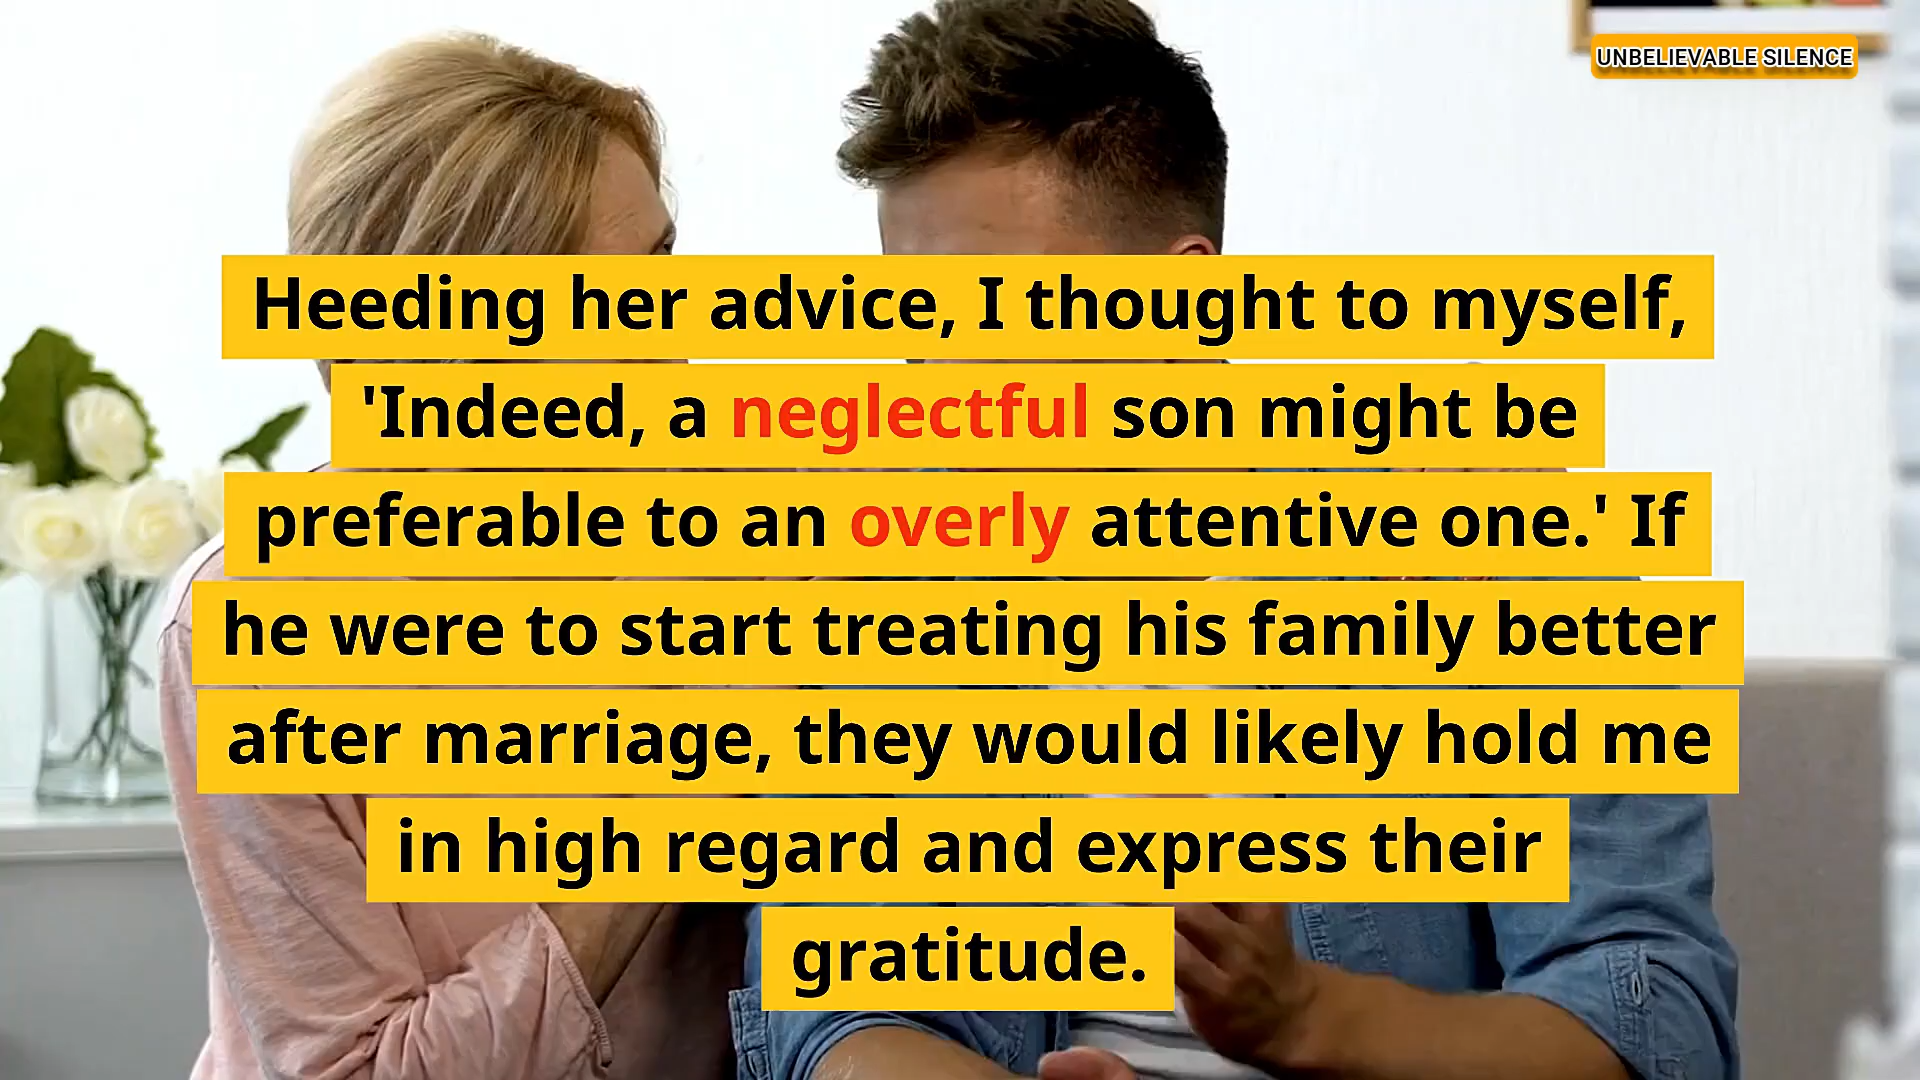 UNBELIEVABLE SILENCE
Heeding her advice, I thought to myself,
'Indeed, a neglectful son might be
preferable to an overly attentive one.' If
he were to start treating his family better
after marriage, they would likely hold me
in high regard and express their
gratitude.